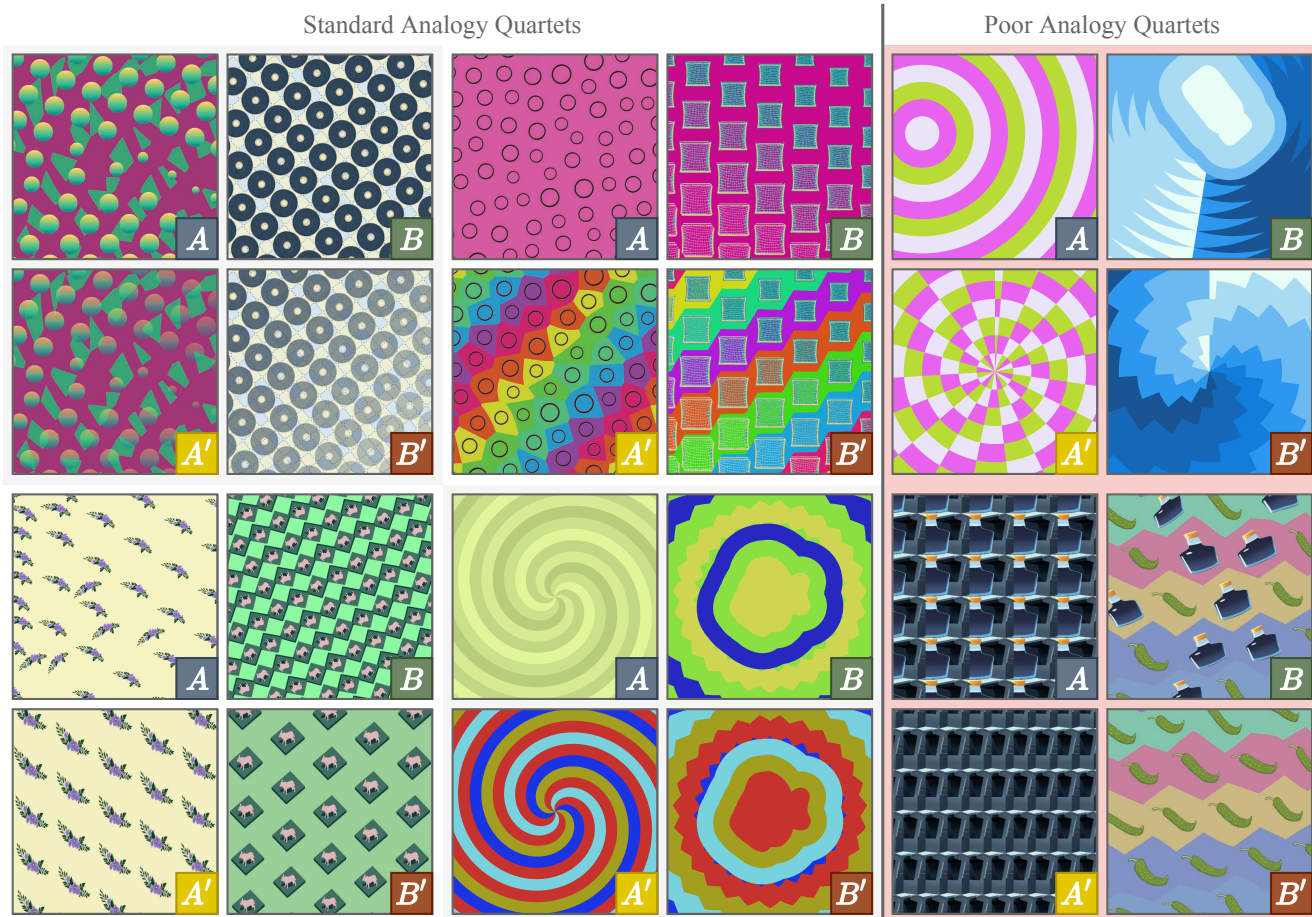 Standard Analogy Quartets
Poor Analogy Quartets
A B A B A B
A′ B′ A′ B′ A′ B′
A B A B A B
A′ B′ A′ B′ A′ B′